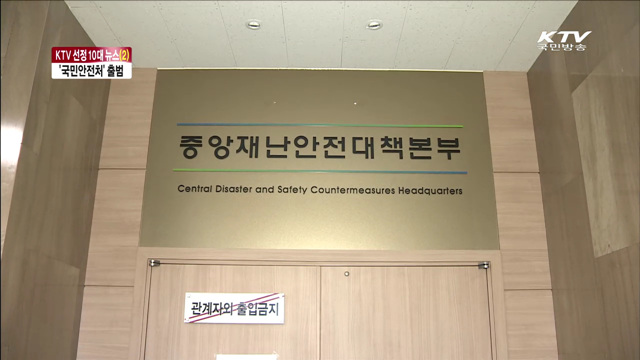 KTV 선정 10대 뉴스(2)
'국민안전처' 출범
KTV
국민방송
중앙재난안전대책본부
Central Disaster and Safety Countermeasures Headquarters
관계자외 출입금지